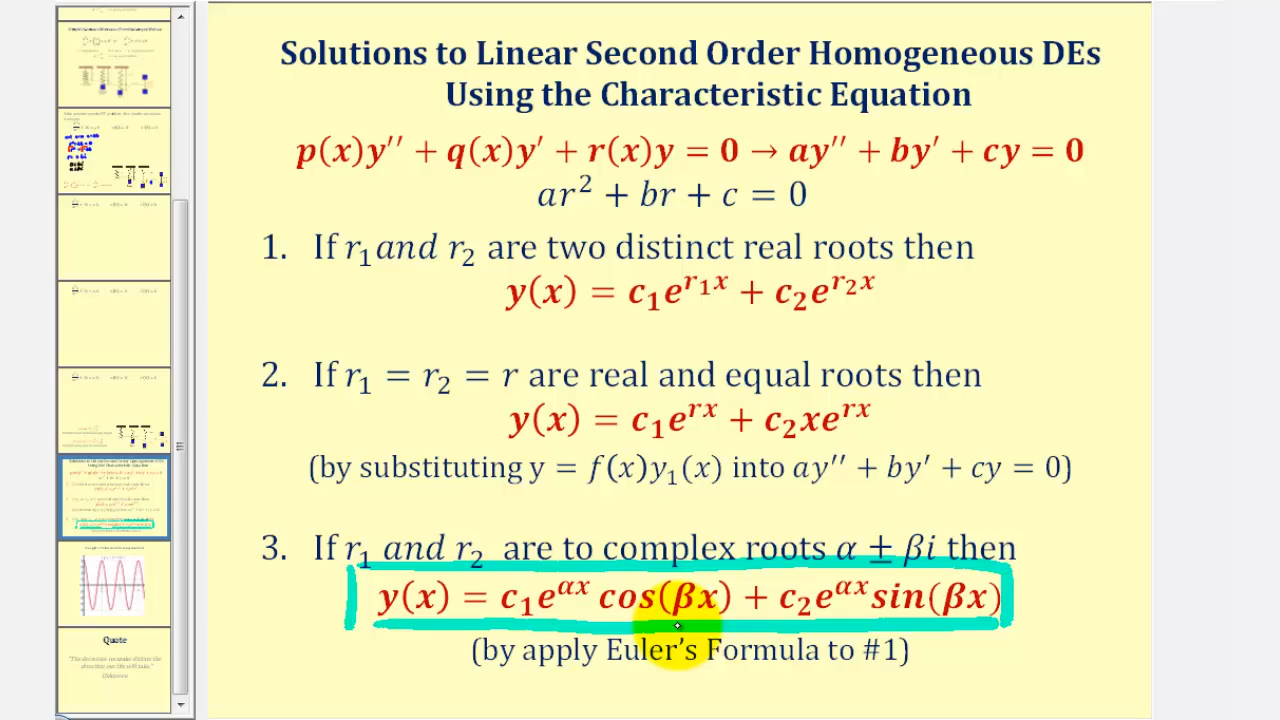 Solutions to Linear Second Order Homogeneous DEs
Using the Characteristic Equation
p(x)y′′ + q(x)y′ + r(x)y = 0 → ay′′ + by′ + cy = 0
ar² + br + c = 0
1. If r₁and r₂ are two distinct real roots then
y(x) = c₁e^{r₁x} + c₂e^{r₂x}
2. If r₁ = r₂ = r are real and equal roots then
y(x) = c₁e^{rx} + c₂xe^{rx}
(by substituting y = f(x)y₁(x) into ay′′ + by′ + cy = 0)
3. If r₁ and r₂ are to complex roots α ± βi then
y(x) = c₁e^{αx} cos(βx) + c₂e^{αx}sin(βx)
(by apply Euler's Formula to #1)
Quote